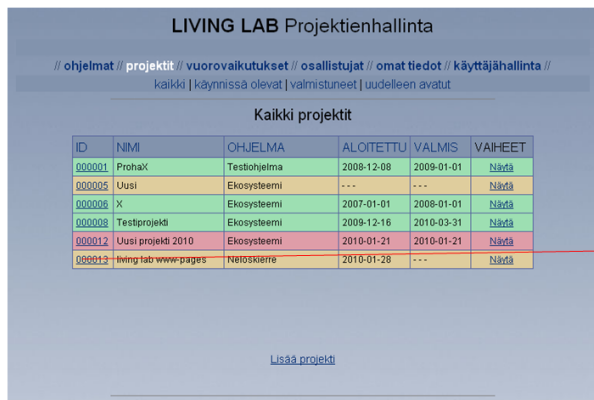 LIVING LAB Projektienhallinta
// ohjelmat // projektit // vuorovaikutukset // osallistujat // omat tiedot // käyttäjähallinta //
kaikki | käynnissä olevat | valmistuneet | uudelleen avatut
Kaikki projektit
ID NIMI OHJELMA ALOITETTU VALMIS VAIHEET
000001 ProhaX Testiohjelma 2008-12-08 2009-01-01 Näytä
000005 Uusi Ekosysteemi --- --- Näytä
000006 X Ekosysteemi 2007-01-01 2008-01-01 Näytä
000008 Testiprojekti Ekosysteemi 2009-12-16 2010-03-31 Näytä
000012 Uusi projekti 2010 Ekosysteemi 2010-01-21 2010-01-21 Näytä
000013 living lab www-pages Neloskierre 2010-01-28 --- Näytä
Lisää projekti